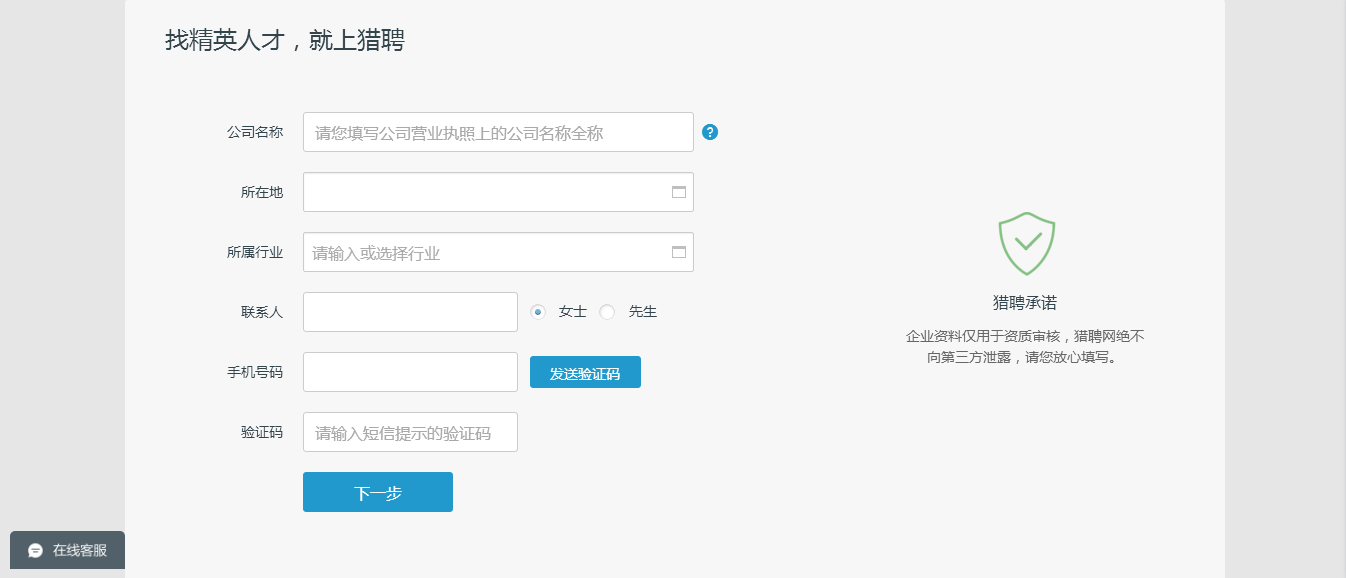 找精英人才，就上猎聘
公司名称 请您填写公司营业执照上的公司名称全称 ?
所在地
所属行业 请输入或选择行业
联系人 女士 先生
手机号码 发送验证码
验证码 请输入短信提示的验证码
下一步
猎聘承诺
企业资料仅用于资质审核，猎聘网绝不
向第三方泄露，请您放心填写。
在线客服